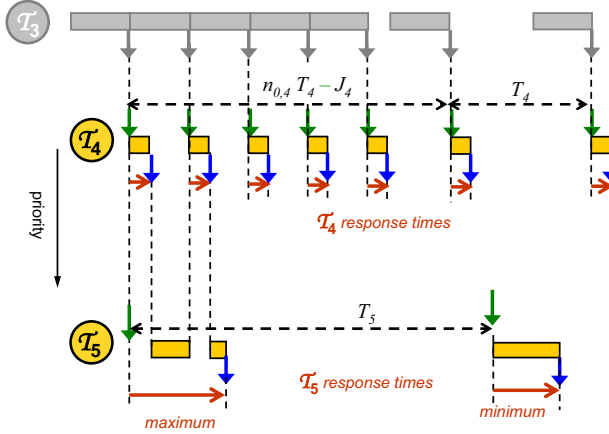 𝒯3
n0,4 T4 – J4
T4
𝒯4
priority
𝒯4 response times
T5
𝒯5
𝒯5 response times
maximum
minimum